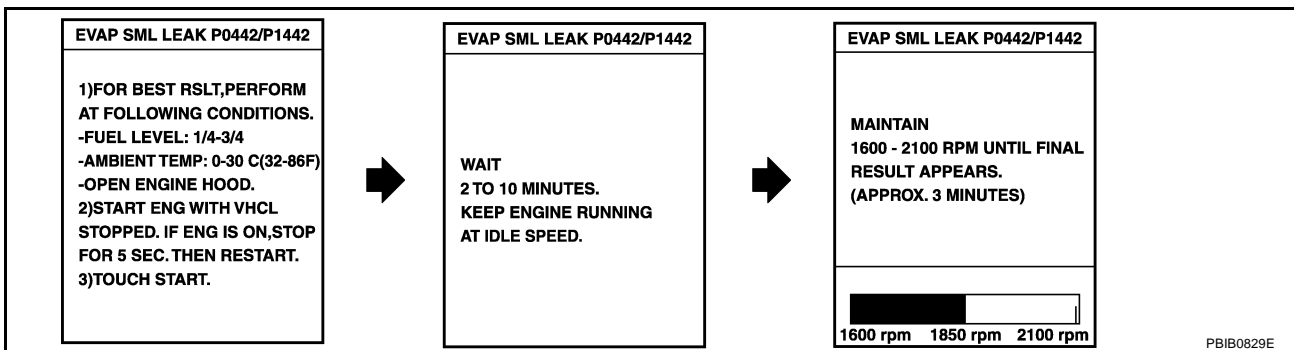 EVAP SML LEAK P0442/P1442
1)FOR BEST RSLT,PERFORM
AT FOLLOWING CONDITIONS.
-FUEL LEVEL: 1/4-3/4
-AMBIENT TEMP: 0-30 C(32-86F)
-OPEN ENGINE HOOD.
2)START ENG WITH VHCL
STOPPED. IF ENG IS ON,STOP
FOR 5 SEC. THEN RESTART.
3)TOUCH START.
EVAP SML LEAK P0442/P1442
WAIT
2 TO 10 MINUTES.
KEEP ENGINE RUNNING
AT IDLE SPEED.
EVAP SML LEAK P0442/P1442
MAINTAIN
1600 - 2100 RPM UNTIL FINAL
RESULT APPEARS.
(APPROX. 3 MINUTES)
1600 rpm 1850 rpm 2100 rpm
PBIB0829E